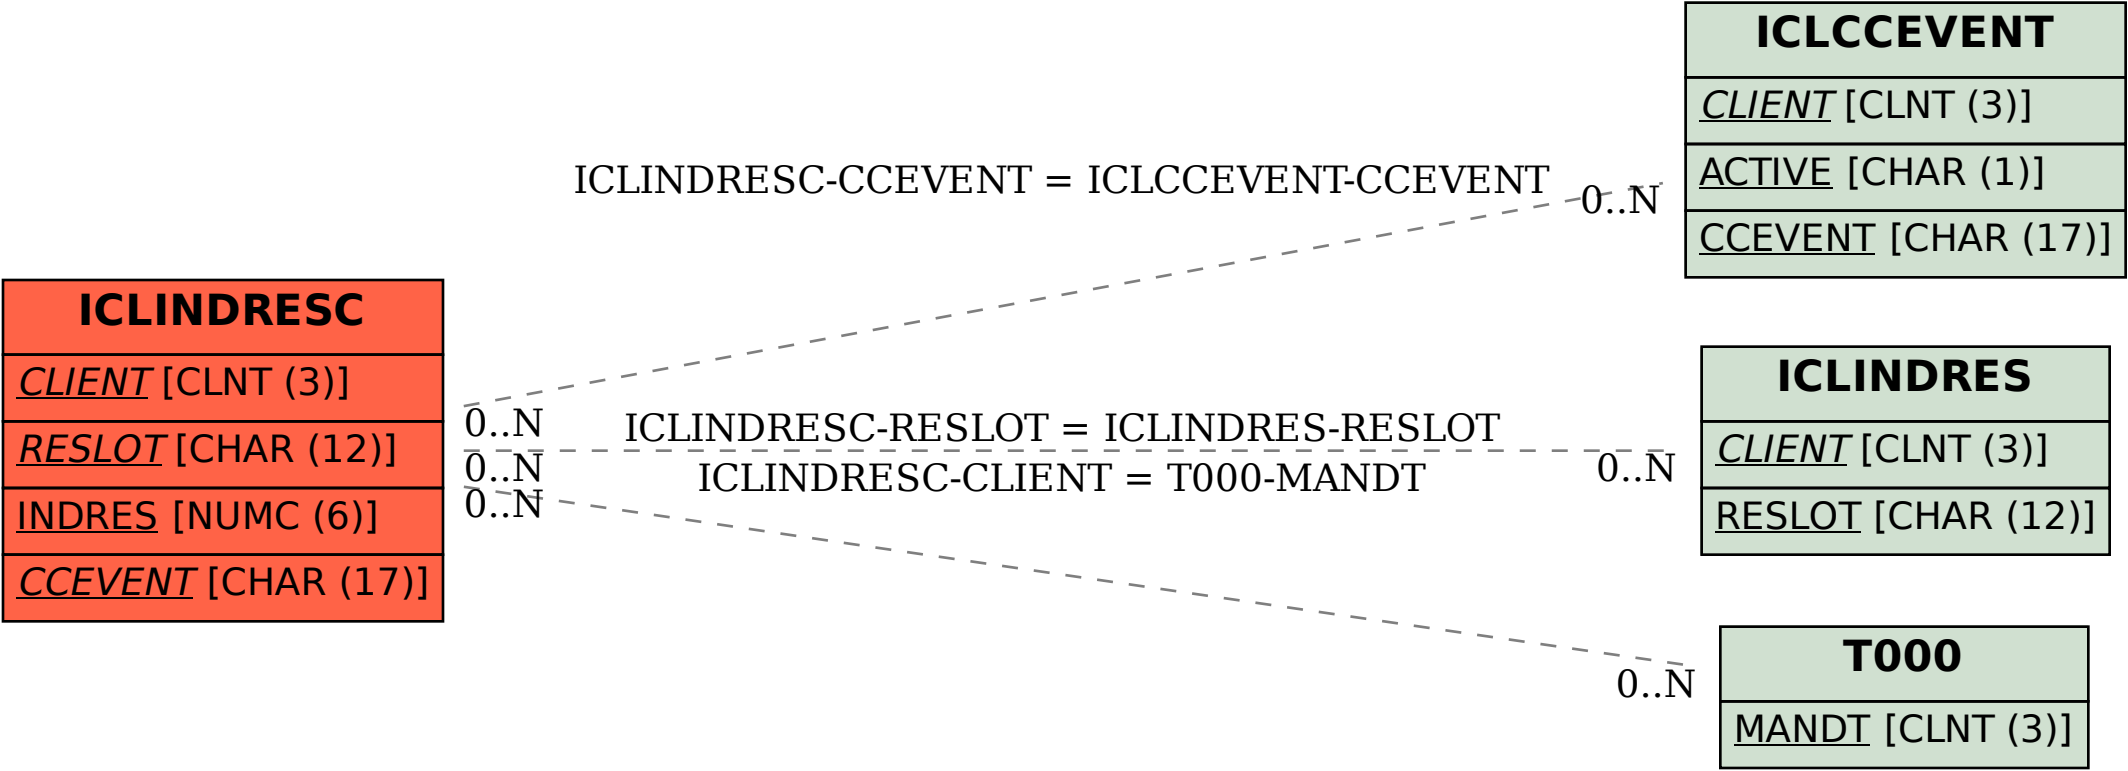 ICLCCEVENT
CLIENT [CLNT (3)]
ACTIVE [CHAR (1)]
CCEVENT [CHAR (17)]
ICLINDRESC-CCEVENT = ICLCCEVENT-CCEVENT
0..N
ICLINDRESC
CLIENT [CLNT (3)]
RESLOT [CHAR (12)]
INDRES [NUMC (6)]
CCEVENT [CHAR (17)]
0..N
ICLINDRESC-RESLOT = ICLINDRES-RESLOT
0..N
0..N
ICLINDRESC-CLIENT = T000-MANDT
0..N
ICLINDRES
CLIENT [CLNT (3)]
RESLOT [CHAR (12)]
0..N
T000
MANDT [CLNT (3)]